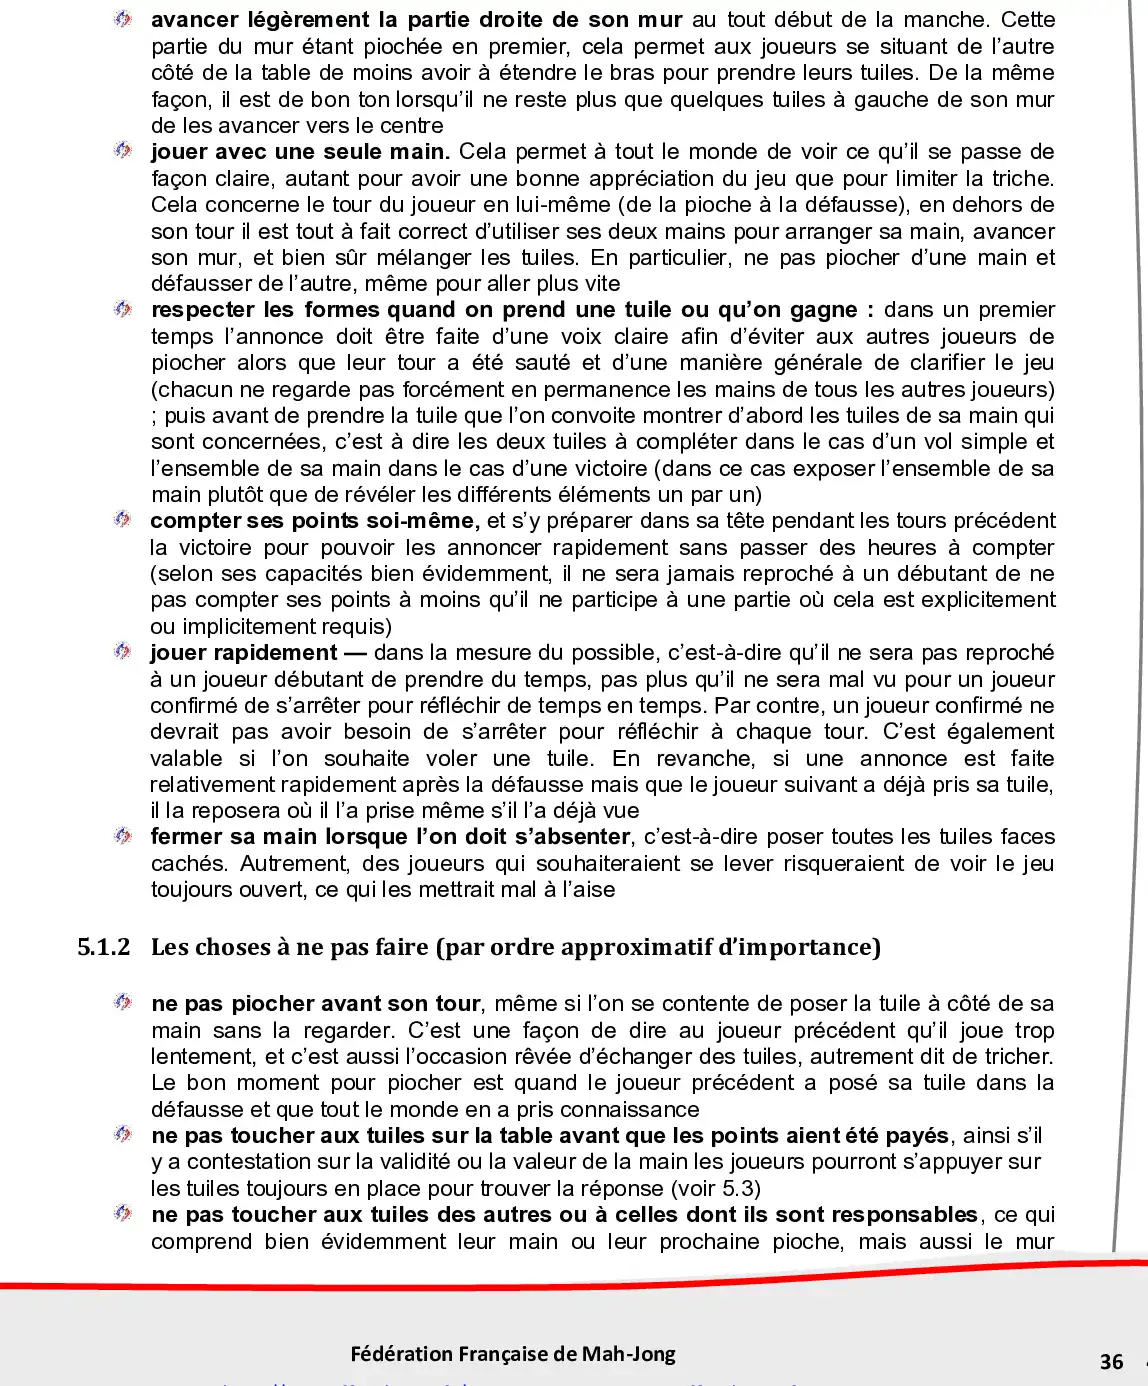 avancer légèrement la partie droite de son mur au tout début de la manche. Cette
partie du mur étant piochée en premier, cela permet aux joueurs se situant de l’autre
côté de la table de moins avoir à étendre le bras pour prendre leurs tuiles. De la même
façon, il est de bon ton lorsqu’il ne reste plus que quelques tuiles à gauche de son mur
de les avancer vers le centre
jouer avec une seule main. Cela permet à tout le monde de voir ce qu’il se passe de
façon claire, autant pour avoir une bonne appréciation du jeu que pour limiter la triche.
Cela concerne le tour du joueur en lui-même (de la pioche à la défausse), en dehors de
son tour il est tout à fait correct d’utiliser ses deux mains pour arranger sa main, avancer
son mur, et bien sûr mélanger les tuiles. En particulier, ne pas piocher d’une main et
défausser de l’autre, même pour aller plus vite
respecter les formes quand on prend une tuile ou qu’on gagne : dans un premier
temps l’annonce doit être faite d’une voix claire afin d’éviter aux autres joueurs de
piocher alors que leur tour a été sauté et d’une manière générale de clarifier le jeu
(chacun ne regarde pas forcément en permanence les mains de tous les autres joueurs)
; puis avant de prendre la tuile que l’on convoite montrer d’abord les tuiles de sa main qui
sont concernées, c’est à dire les deux tuiles à compléter dans le cas d’un vol simple et
l’ensemble de sa main dans le cas d’une victoire (dans ce cas exposer l’ensemble de sa
main plutôt que de révéler les différents éléments un par un)
compter ses points soi-même, et s’y préparer dans sa tête pendant les tours précédent
la victoire pour pouvoir les annoncer rapidement sans passer des heures à compter
(selon ses capacités bien évidemment, il ne sera jamais reproché à un débutant de ne
pas compter ses points à moins qu’il ne participe à une partie où cela est explicitement
ou implicitement requis)
jouer rapidement — dans la mesure du possible, c’est-à-dire qu’il ne sera pas reproché
à un joueur débutant de prendre du temps, pas plus qu’il ne sera mal vu pour un joueur
confirmé de s’arrêter pour réfléchir de temps en temps. Par contre, un joueur confirmé ne
devrait pas avoir besoin de s’arrêter pour réfléchir à chaque tour. C’est également
valable si l’on souhaite voler une tuile. En revanche, si une annonce est faite
relativement rapidement après la défausse mais que le joueur suivant a déjà pris sa tuile,
il la reposera où il l’a prise même s’il l’a déjà vue
fermer sa main lorsque l’on doit s’absenter, c’est-à-dire poser toutes les tuiles faces
cachés. Autrement, des joueurs qui souhaiteraient se lever risqueraient de voir le jeu
toujours ouvert, ce qui les mettrait mal à l’aise
5.1.2 Les choses à ne pas faire (par ordre approximatif d’importance)
ne pas piocher avant son tour, même si l’on se contente de poser la tuile à côté de sa
main sans la regarder. C’est une façon de dire au joueur précédent qu’il joue trop
lentement, et c’est aussi l’occasion rêvée d’échanger des tuiles, autrement dit de tricher.
Le bon moment pour piocher est quand le joueur précédent a posé sa tuile dans la
défausse et que tout le monde en a pris connaissance
ne pas toucher aux tuiles sur la table avant que les points aient été payés, ainsi s’il
y a contestation sur la validité ou la valeur de la main les joueurs pourront s’appuyer sur
les tuiles toujours en place pour trouver la réponse (voir 5.3)
ne pas toucher aux tuiles des autres ou à celles dont ils sont responsables, ce qui
comprend bien évidemment leur main ou leur prochaine pioche, mais aussi le mur
Fédération Française de Mah-Jong
36